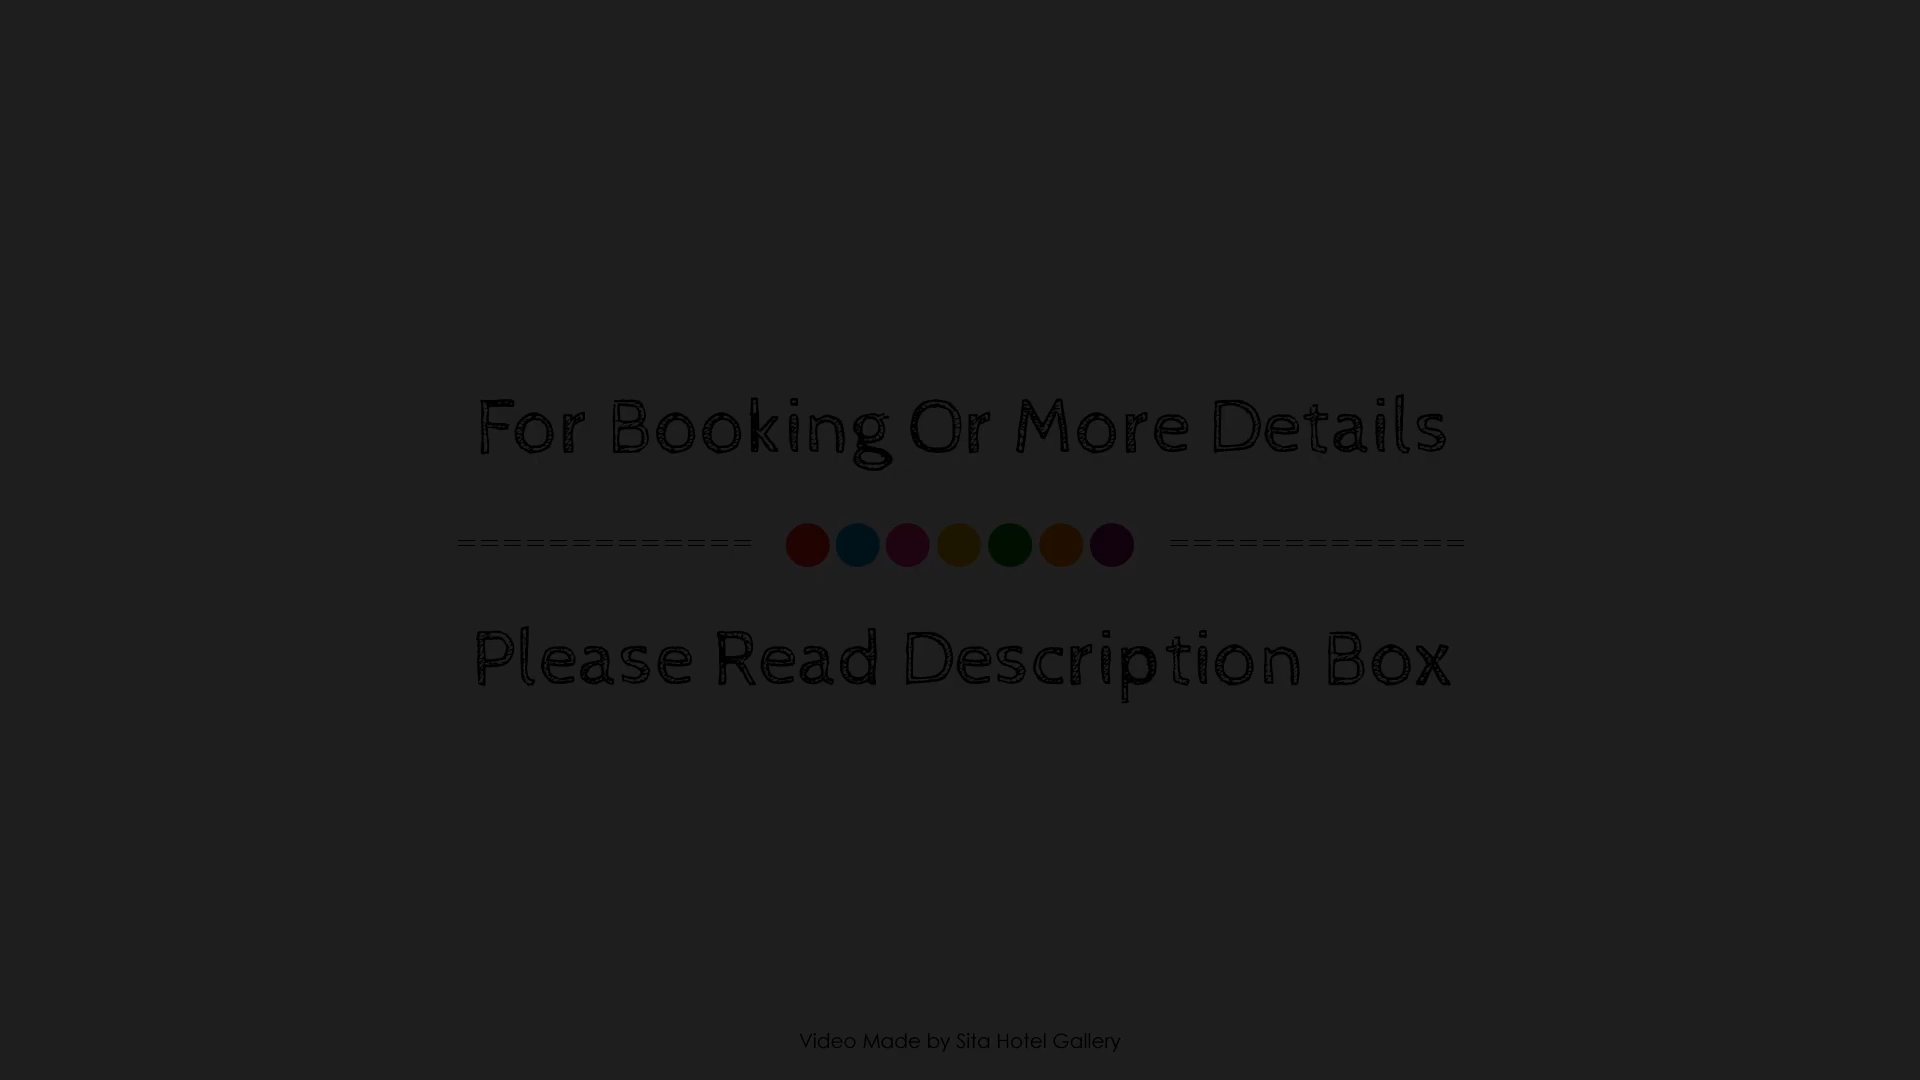 For Booking Or More Details
============= =============
Please Read Description Box
Video Made by Sita Hotel Gallery